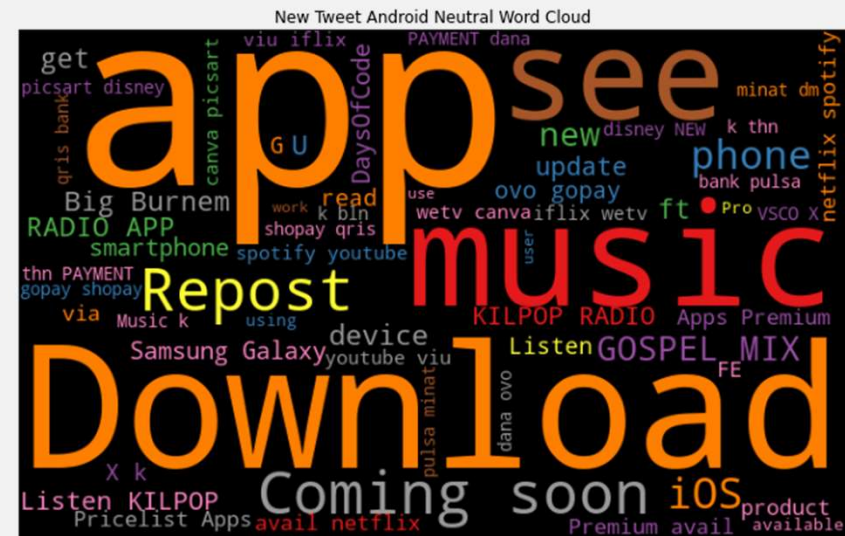 New Tweet Android Neutral Word Cloud
app
see
get
viu iflix
PAYMENT dana
picsart disney
qris bank
canva picsart
DaysOfCode
G
U
minat dm
netflix spotify
new
disney NEW
k thn
phone
update
bank pulsa
ovo gopay
Big Burnem
read
use
work
k bln
wetv canva
iflix wetv
ft
Pro
VSCO X
RADIO APP
shopay qris
smartphone
spotify youtube
user
music
thn PAYMENT
gopay shopay
Repost
via
Music k
using
KILPOP RADIO
Apps Premium
device
Samsung Galaxy
youtube viu
Listen
GOSPEL MIX
FE
Download
pulsa minat
dana ovo
X k
Coming soon
iOS
Listen KILPOP
product
Pricelist Apps
avail netflix
Premium avail
available